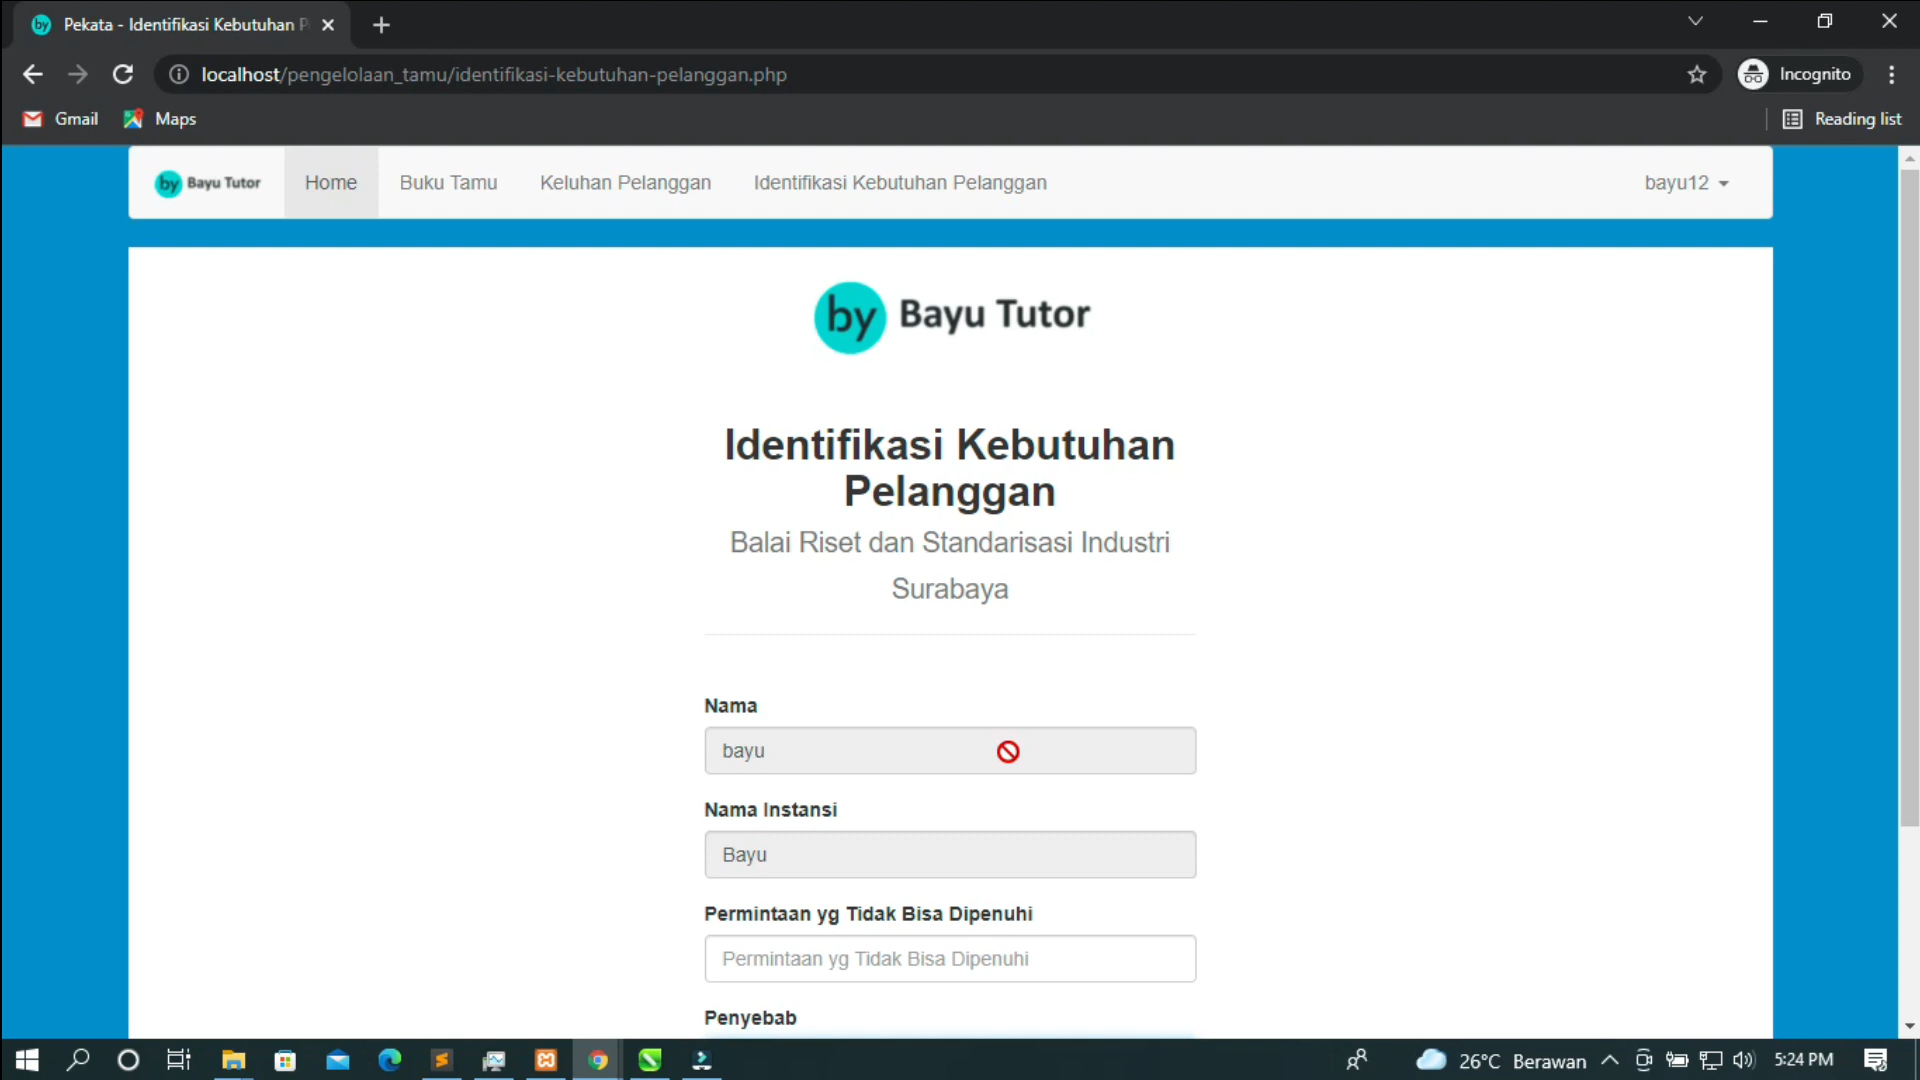 by Pekata - Identifikasi Kebutuhan P
localhost/pengelolaan_tamu/identifikasi-kebutuhan-pelanggan.php
Incognito
Gmail Maps Reading list
by Bayu Tutor Home Buku Tamu Keluhan Pelanggan Identifikasi Kebutuhan Pelanggan bayu12
by Bayu Tutor
Identifikasi Kebutuhan
Pelanggan
Balai Riset dan Standarisasi Industri
Surabaya
Nama
bayu
Nama Instansi
Bayu
Permintaan yg Tidak Bisa Dipenuhi
Permintaan yg Tidak Bisa Dipenuhi
Penyebab
26°C Berawan 5:24 PM